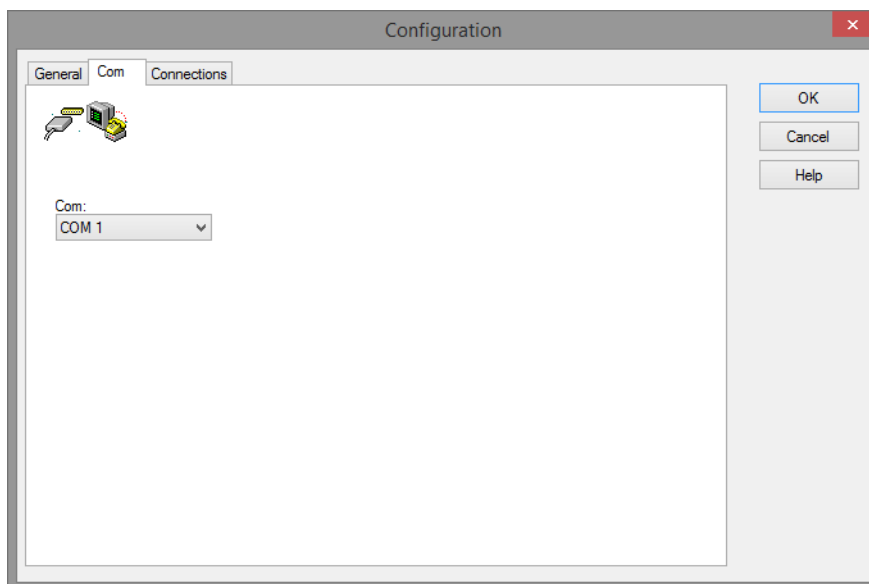 Configuration
General Com Connections
OK
Cancel
Help
Com:
COM 1